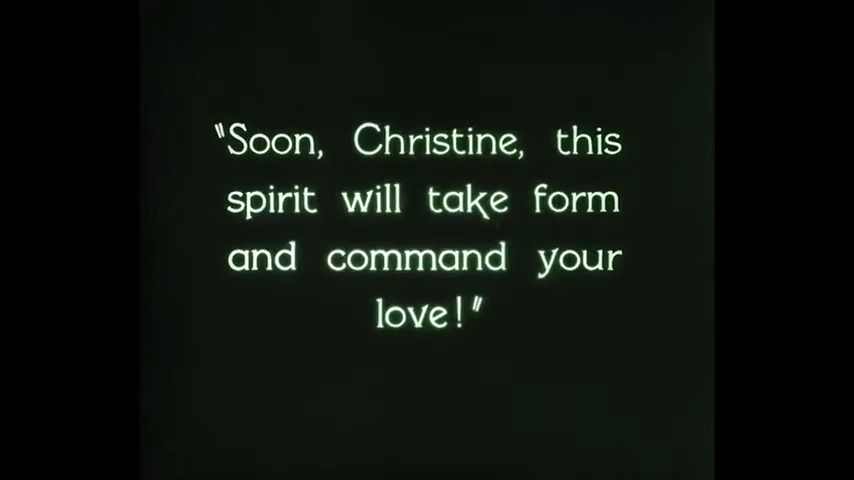 "Soon, Christine, this
spirit will take form
and command your
love!"